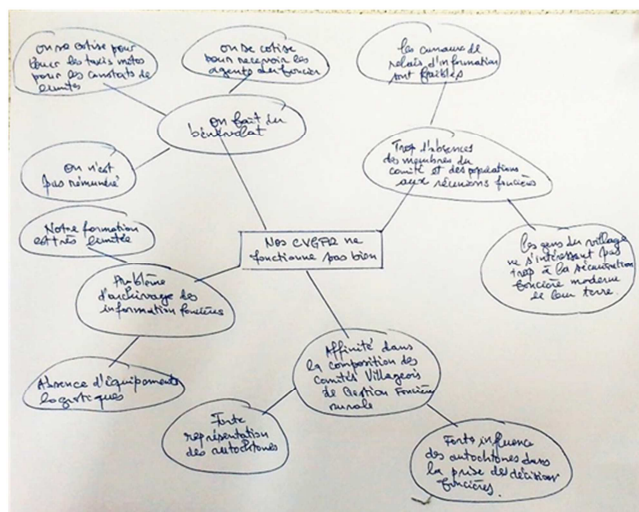 on se cotise pour
louer les taxis motos
pour les constats de
limites
on se cotise
pour recevoir les
agents du foncier
les canaux de
relais d'information
sont faibles
on fait du
bénévolat
Trop d'absences
des membres du
comité et des populations
aux réunions foncières
on n'est
pas rémunéré
Notre formation
est très limitée
Nos CVGFR ne
fonctionne pas bien
Les gens du village
ne s'intéressent pas
trop à la sécurisation
foncière moderne
de leur terre.
Problème
d'archivage des
information foncières
Affinité dans
la composition des
Comités Villageois
de Gestion Foncière
rurale
Absence d'équipements
logistiques
Forte
représentation
des autochtones
Forte influence
des autochtones dans
la prise de décisions
foncières.